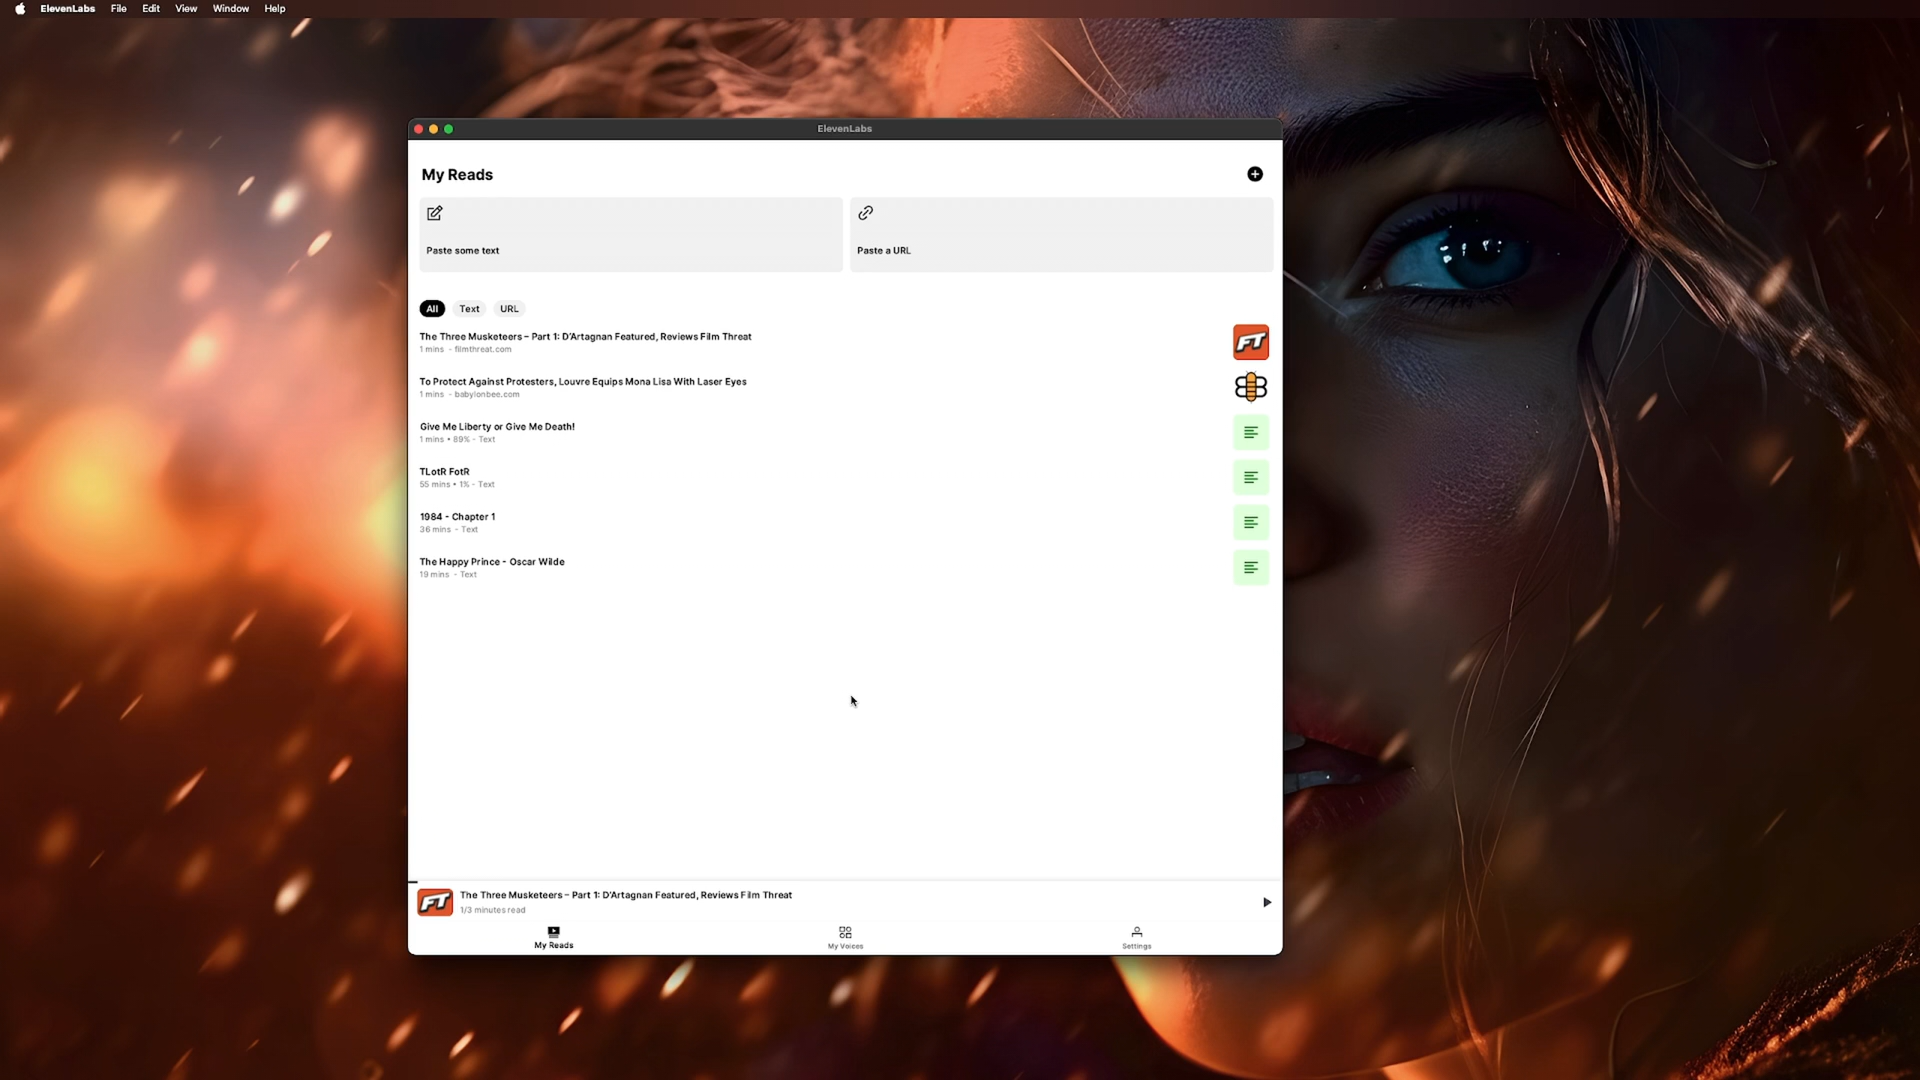 ElevenLabs File Edit View Window Help
ElevenLabs
My Reads
Paste some text
Paste a URL
All Text URL
The Three Musketeers – Part 1: D'Artagnan Featured, Reviews Film Threat
1 mins - filmthreat.com
FT
To Protect Against Protesters, Louvre Equips Mona Lisa With Laser Eyes
1 mins - babylonbee.com
Give Me Liberty or Give Me Death!
1 mins • 89% - Text
TLotR FotR
55 mins • 1% - Text
1984 - Chapter 1
36 mins - Text
The Happy Prince - Oscar Wilde
19 mins - Text
FT
The Three Musketeers – Part 1: D'Artagnan Featured, Reviews Film Threat
1/3 minutes read
My Reads
My Voices
Settings